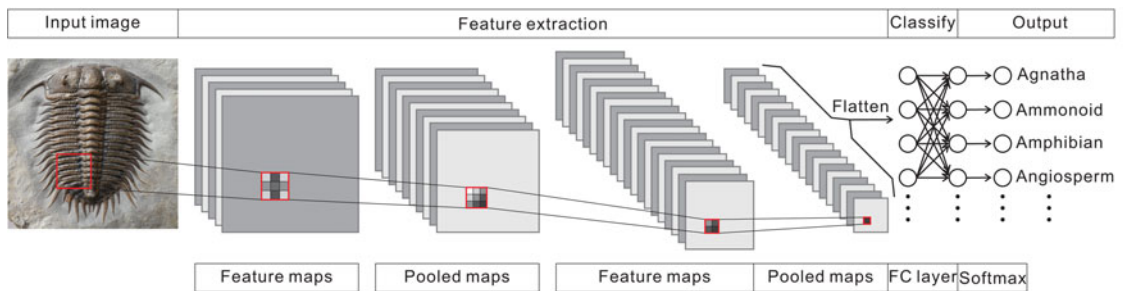 Input image Feature extraction Classify Output
Agnatha
Flatten
Ammonoid
Amphibian
Angiosperm
Feature maps Pooled maps Feature maps Pooled maps FC layer Softmax